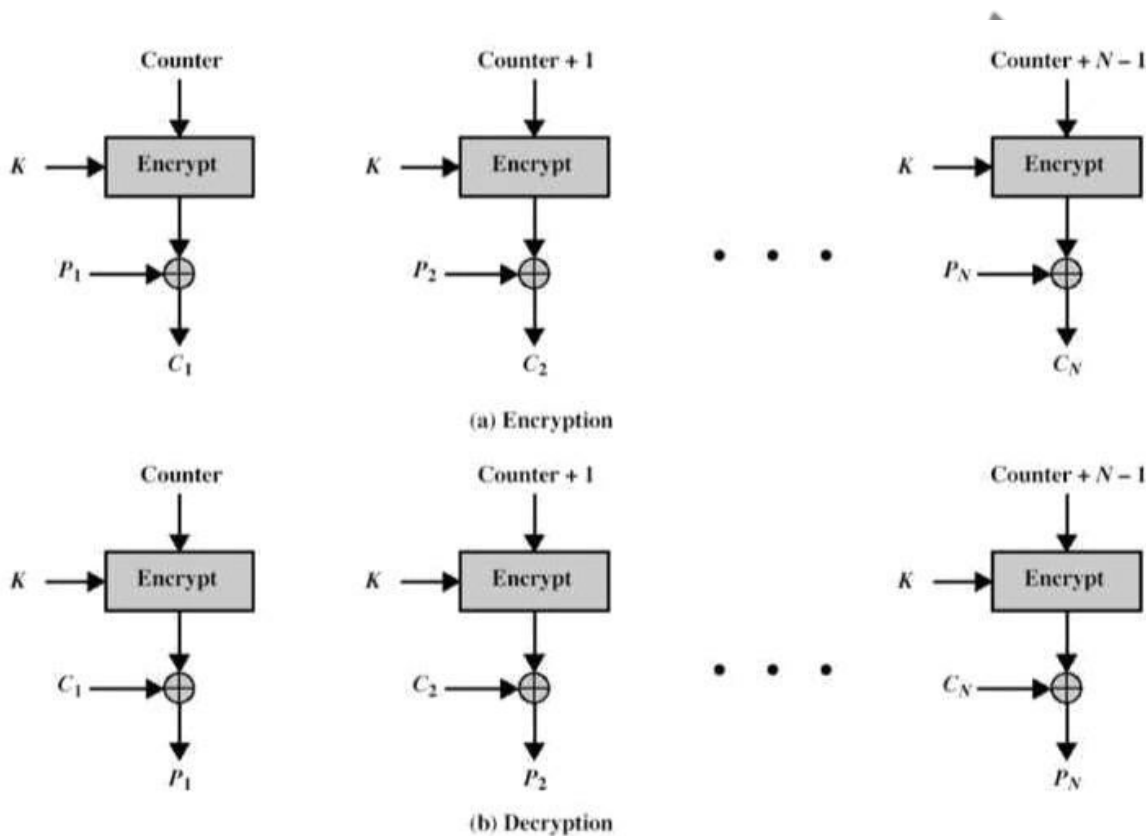 Counter Counter + 1 Counter + N − 1
K Encrypt K Encrypt K Encrypt
P1 P2 PN
C1 C2 CN
(a) Encryption
Counter Counter + 1 Counter + N − 1
K Encrypt K Encrypt K Encrypt
C1 C2 CN
P1 P2 PN
(b) Decryption